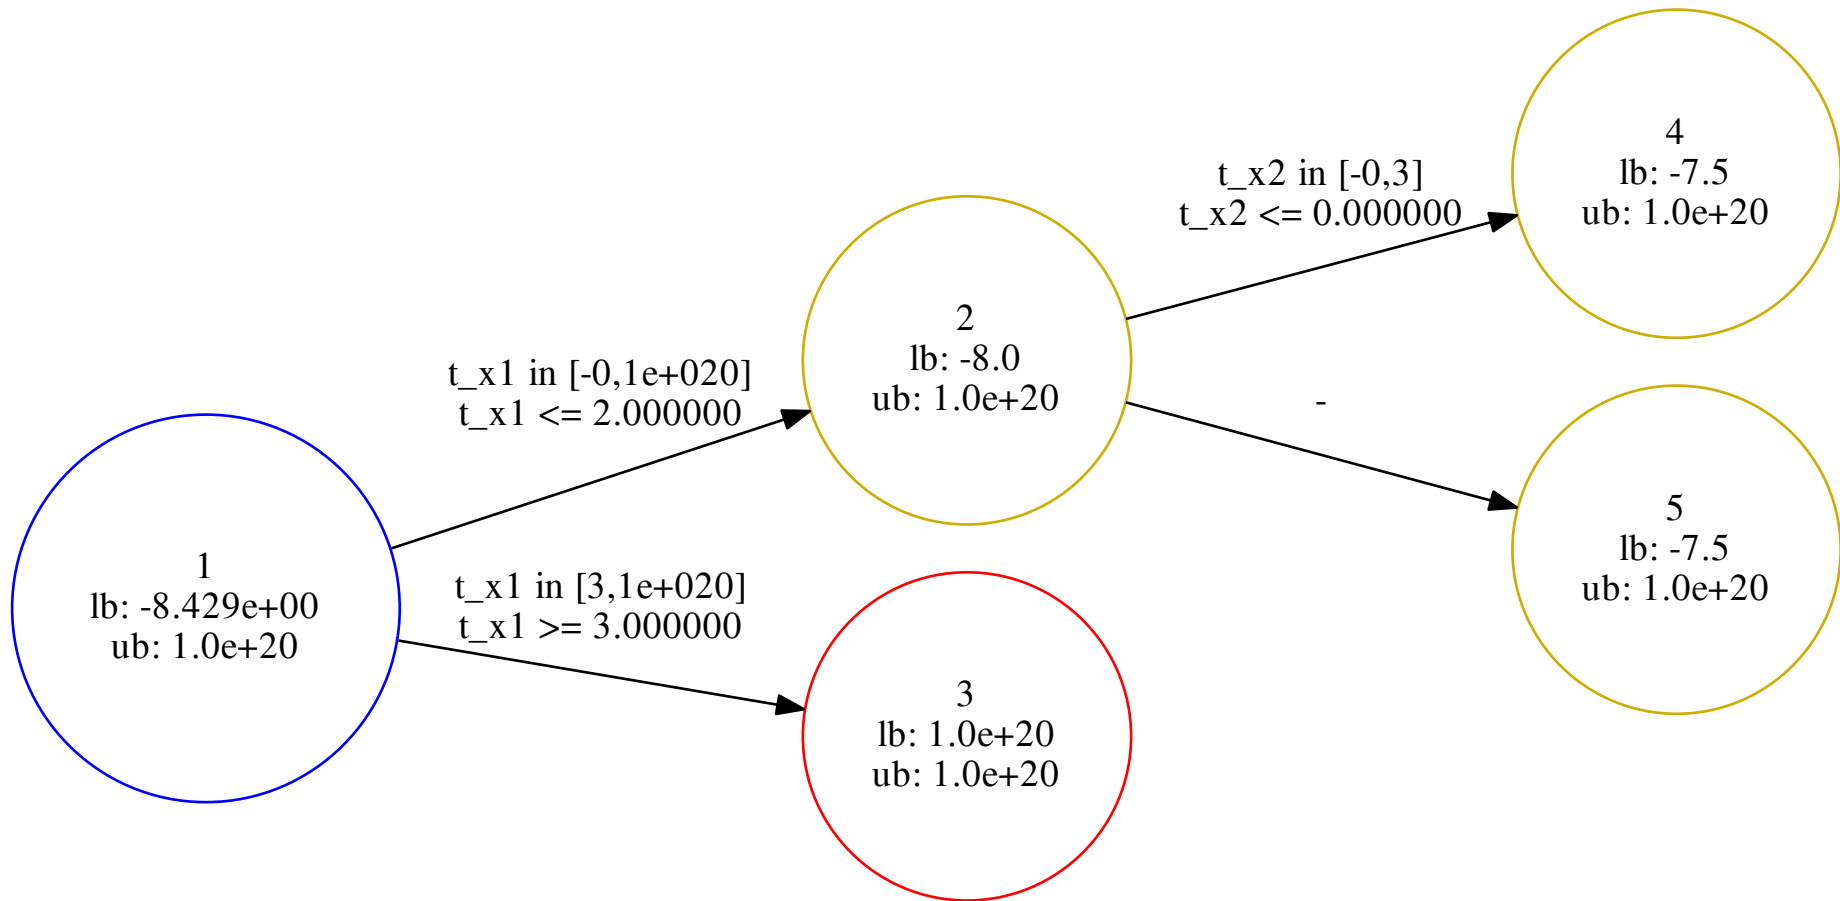 1
lb: -8.429e+00
ub: 1.0e+20
t_x1 in [-0,1e+020]
t_x1 <= 2.000000
t_x1 in [3,1e+020]
t_x1 >= 3.000000
2
lb: -8.0
ub: 1.0e+20
3
lb: 1.0e+20
ub: 1.0e+20
t_x2 in [-0,3]
t_x2 <= 0.000000
-
4
lb: -7.5
ub: 1.0e+20
5
lb: -7.5
ub: 1.0e+20